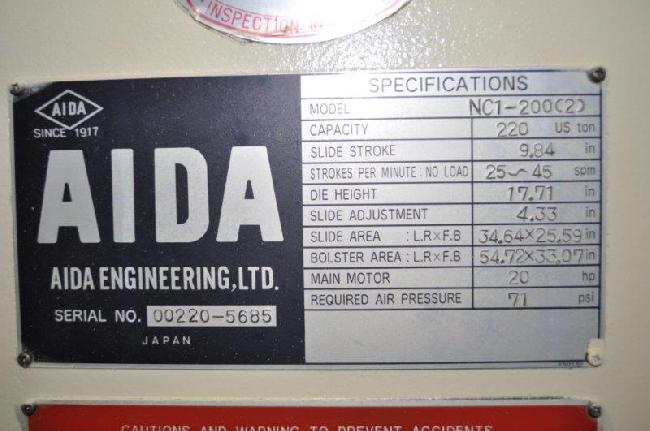 INSPECTION
AIDA
SINCE 1917
AIDA
AIDA ENGINEERING, LTD.
SERIAL NO. 00220-5685
JAPAN
SPECIFICATIONS
MODEL NC1-200(2)
CAPACITY 220 US ton
SLIDE STROKE 9.84 in
STROKES PER MINUTE: NO LOAD 25~45 spm
DIE HEIGHT 17.71 in
SLIDE ADJUSTMENT 4.33 in
SLIDE AREA : L.R×F.B 34.64×25.59 in
BOLSTER AREA : L.R×F.B 54.72×33.07 in
MAIN MOTOR 20 hp
REQUIRED AIR PRESSURE 71 psi
CAUTIONS AND WARNING TO PREVENT ACCIDENTS